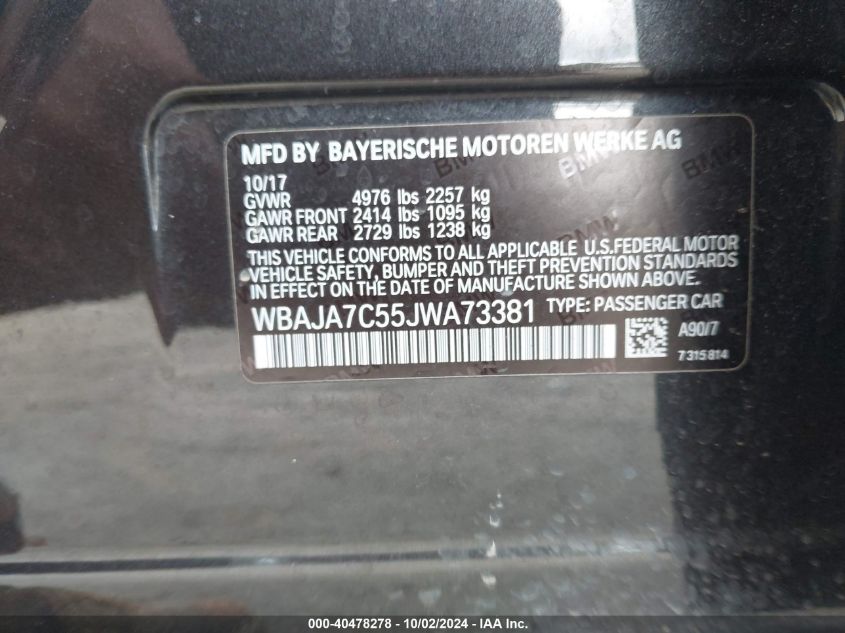 MFD BY BAYERISCHE MOTOREN WERKE AG
10/17
GVWR 4976 lbs 2257 kg
GAWR FRONT 2414 lbs 1095 kg
GAWR REAR 2729 lbs 1238 kg
THIS VEHICLE CONFORMS TO ALL APPLICABLE U.S.FEDERAL MOTOR
VEHICLE SAFETY, BUMPER AND THEFT PREVENTION STANDARDS
IN EFFECT ON THE DATE OF MANUFACTURE SHOWN ABOVE.
WBAJA7C55JWA73381 TYPE: PASSENGER CAR
A90/7
7315814
000-40478278 - 10/02/2024 - IAA Inc.